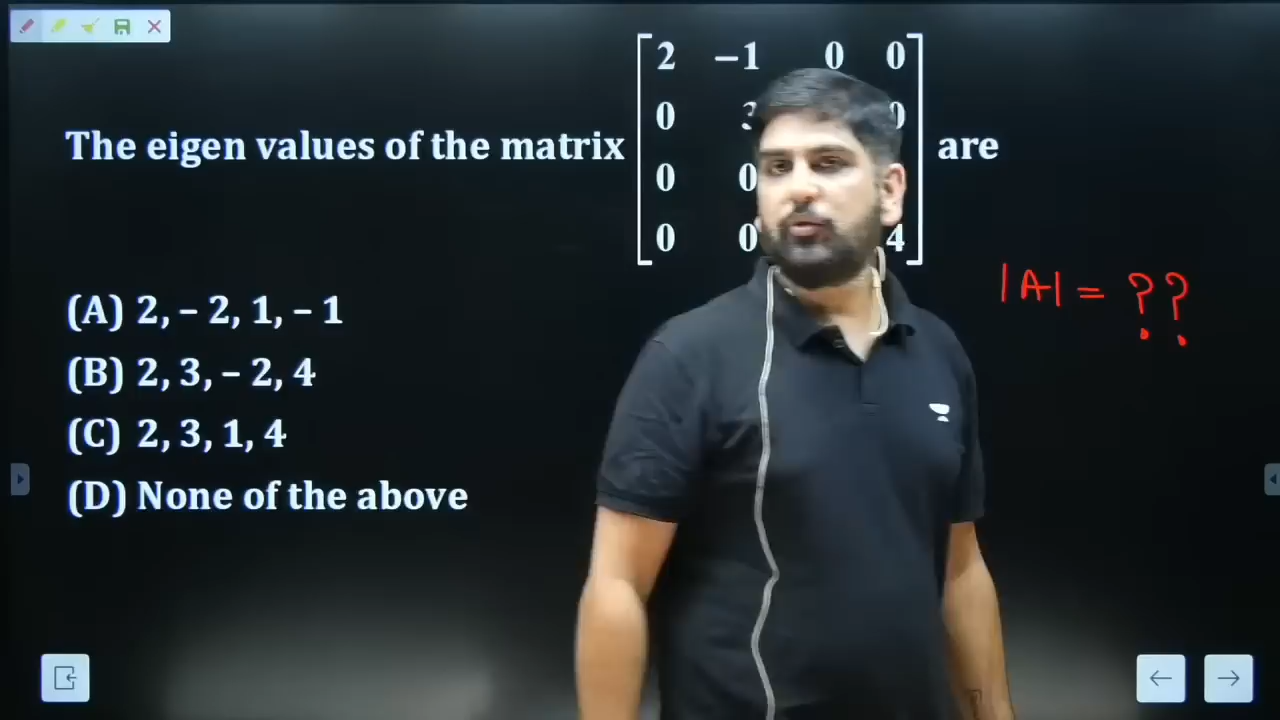 2 −1 0 0
0
The eigen values of the matrix are
0 0
0 0 4
(A) 2, – 2, 1, – 1
(B) 2, 3, – 2, 4
(C) 2, 3, 1, 4
(D) None of the above
|A| = ??